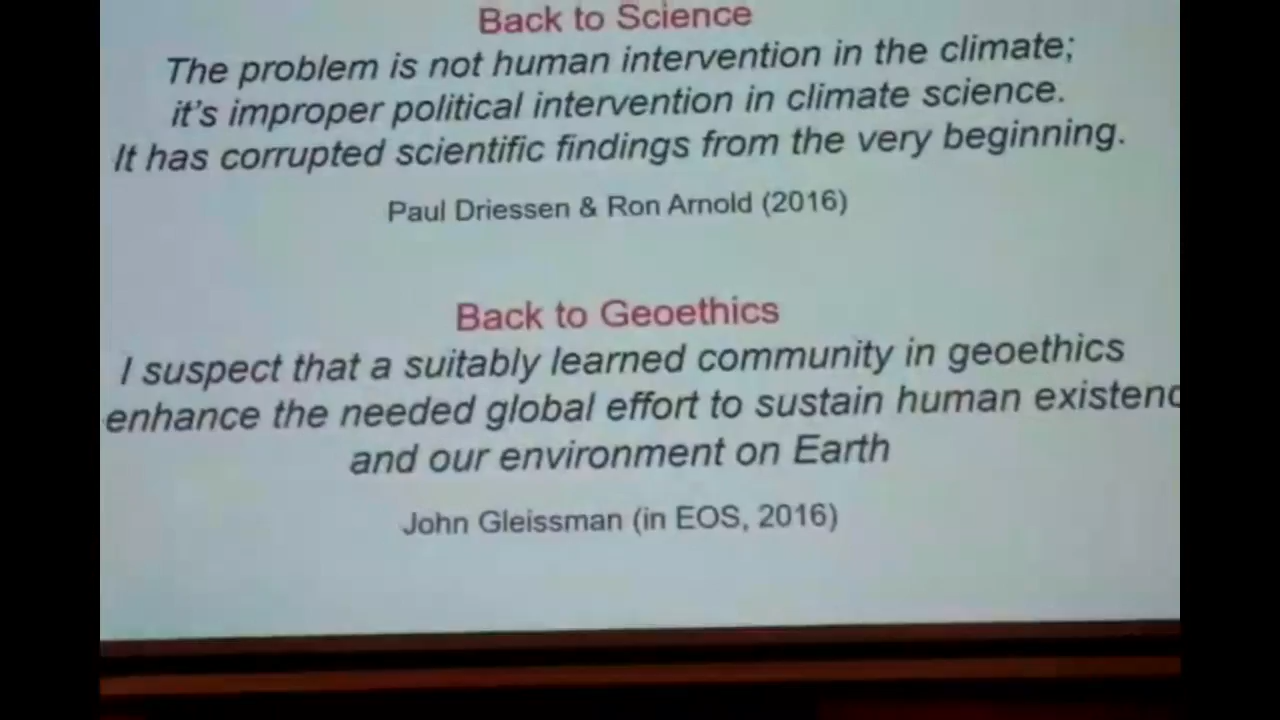 Back to Science
The problem is not human intervention in the climate;
it's improper political intervention in climate science.
It has corrupted scientific findings from the very beginning.
Paul Driessen & Ron Arnold (2016)
Back to Geoethics
I suspect that a suitably learned community in geoethics
enhance the needed global effort to sustain human existenc
and our environment on Earth
John Gleissman (in EOS, 2016)